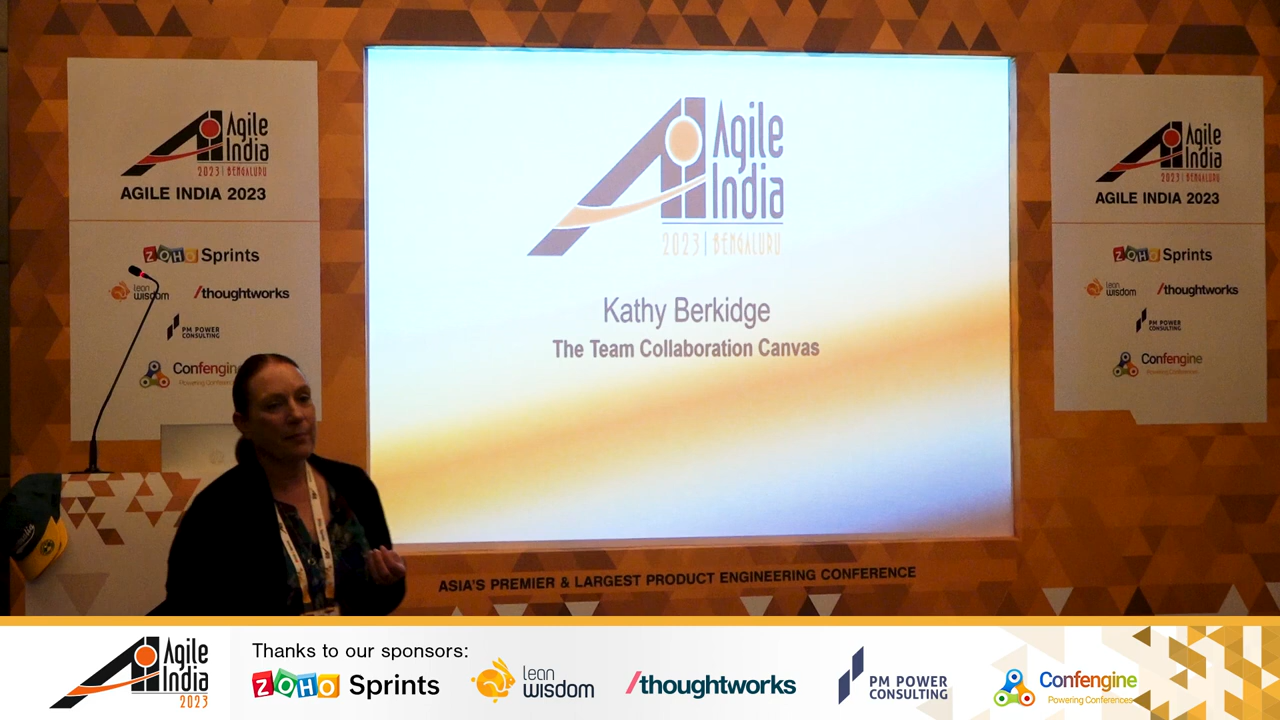 Agile
India
2023 | BENGALURU
AGILE INDIA 2023
ZOHO Sprints
lean
wisdom
/thoughtworks
PM POWER
CONSULTING
Confengine
Agile
India
2023 | BENGALURU
Kathy Berkidge
The Team Collaboration Canvas
Agile
India
2023 | BENGALURU
AGILE INDIA 2023
ZOHO Sprints
lean
wisdom
/thoughtworks
PM POWER
CONSULTING
Confengine
Powering Conferences
ASIA'S PREMIER & LARGEST PRODUCT ENGINEERING CONFERENCE
Agile
India
2023
Thanks to our sponsors:
ZOHO Sprints
lean
wisdom
/thoughtworks
PM POWER
CONSULTING
Confengine
Powering Conferences